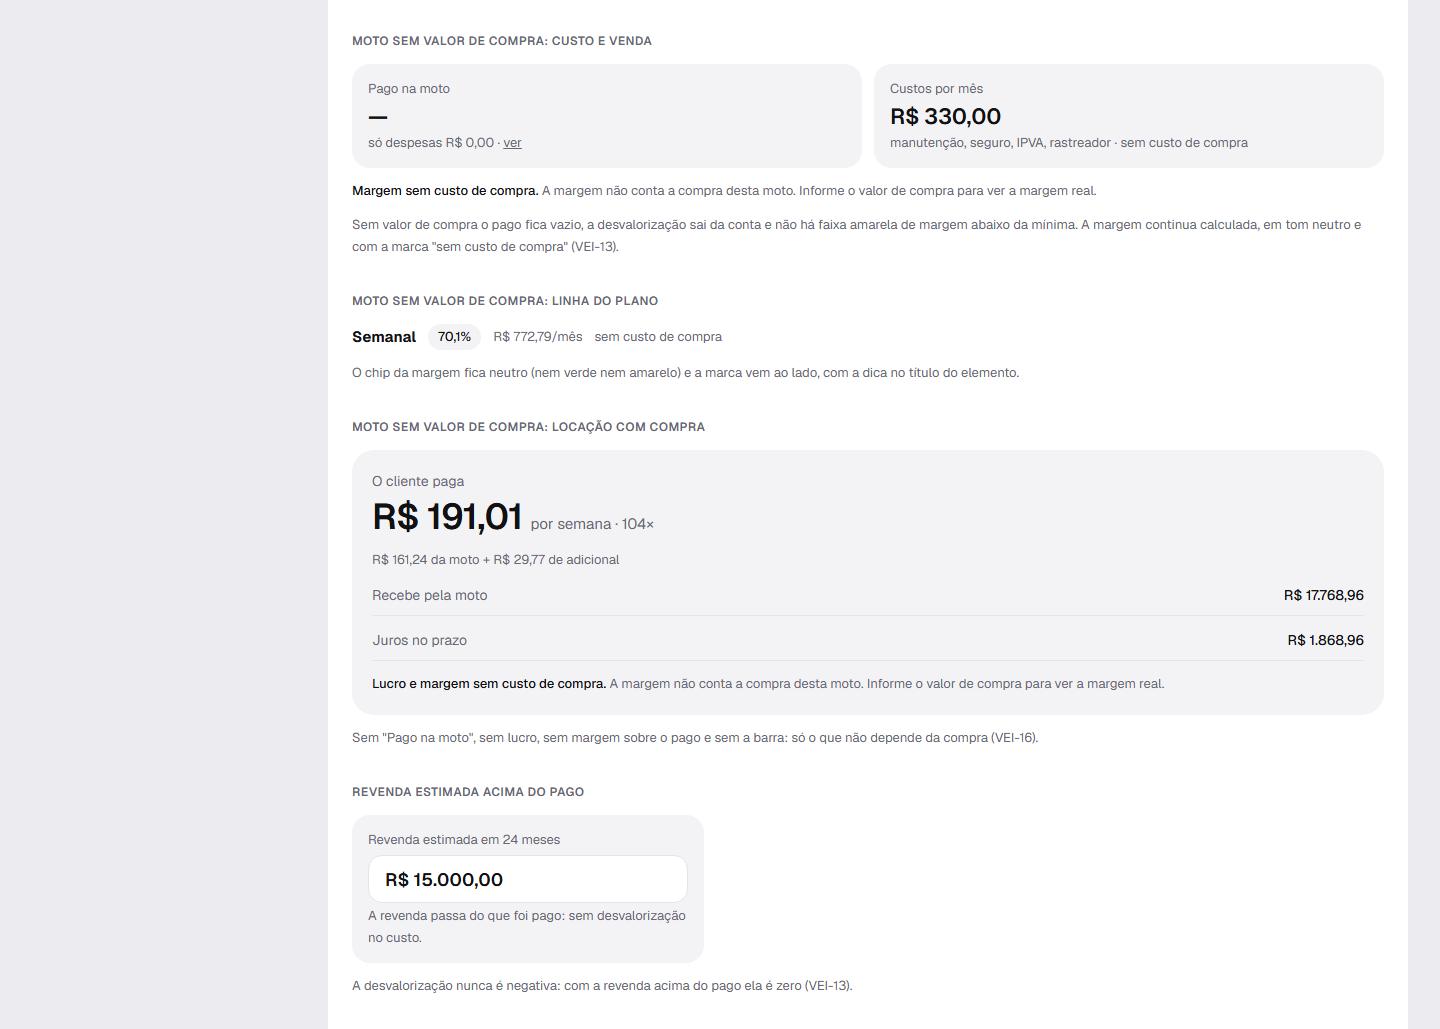 MOTO SEM VALOR DE COMPRA: CUSTO E VENDA
Pago na moto
—
só despesas R$ 0,00 · ver
Custos por mês
R$ 330,00
manutenção, seguro, IPVA, rastreador · sem custo de compra
Margem sem custo de compra. A margem não conta a compra desta moto. Informe o valor de compra para ver a margem real.
Sem valor de compra o pago fica vazio, a desvalorização sai da conta e não há faixa amarela de margem abaixo da mínima. A margem continua calculada, em tom neutro e
com a marca "sem custo de compra" (VEI-13).
MOTO SEM VALOR DE COMPRA: LINHA DO PLANO
Semanal 70,1% R$ 772,79/mês sem custo de compra
O chip da margem fica neutro (nem verde nem amarelo) e a marca vem ao lado, com a dica no título do elemento.
MOTO SEM VALOR DE COMPRA: LOCAÇÃO COM COMPRA
O cliente paga
R$ 191,01 por semana · 104×
R$ 161,24 da moto + R$ 29,77 de adicional
Recebe pela moto R$ 17.768,96
Juros no prazo R$ 1.868,96
Lucro e margem sem custo de compra. A margem não conta a compra desta moto. Informe o valor de compra para ver a margem real.
Sem "Pago na moto", sem lucro, sem margem sobre o pago e sem a barra: só o que não depende da compra (VEI-16).
REVENDA ESTIMADA ACIMA DO PAGO
Revenda estimada em 24 meses
R$ 15.000,00
A revenda passa do que foi pago: sem desvalorização
no custo.
A desvalorização nunca é negativa: com a revenda acima do pago ela é zero (VEI-13).